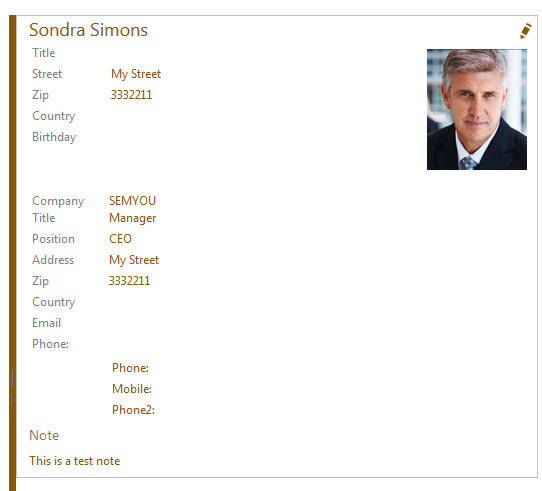 Sondra Simons
Title
Street My Street
Zip 3332211
Country
Birthday
Company SEMYOU
Title Manager
Position CEO
Address My Street
Zip 3332211
Country
Email
Phone:
Phone:
Mobile:
Phone2:
Note
This is a test note